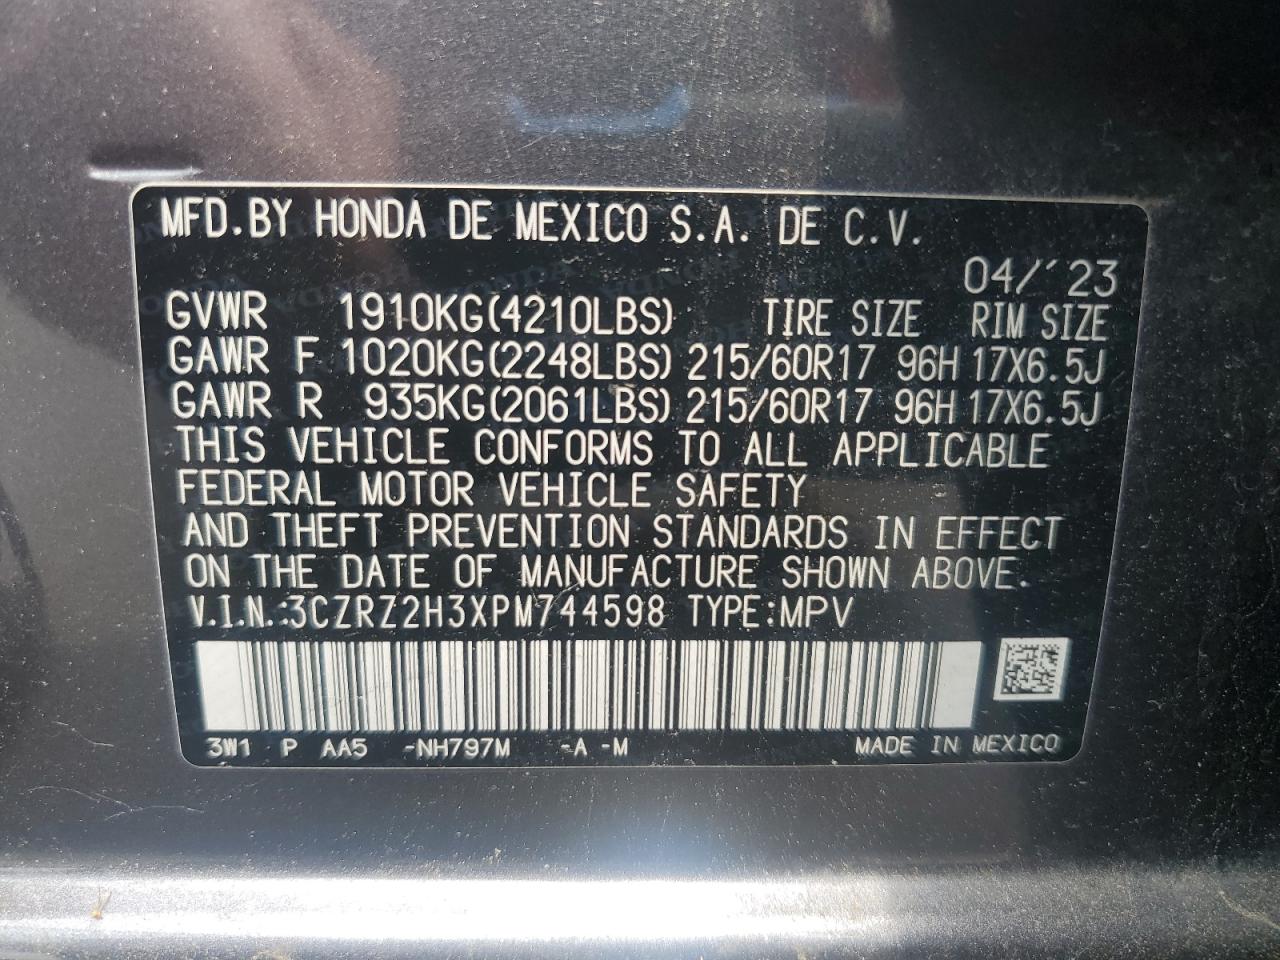 MFD.BY HONDA DE MEXICO S.A. DE C.V.
04/'23
GVWR 1910KG(4210LBS) TIRE SIZE RIM SIZE
GAWR F 1020KG(2248LBS) 215/60R17 96H 17X6.5J
GAWR R 935KG(2061LBS) 215/60R17 96H 17X6.5J
THIS VEHICLE CONFORMS TO ALL APPLICABLE
FEDERAL MOTOR VEHICLE SAFETY
AND THEFT PREVENTION STANDARDS IN EFFECT
ON THE DATE OF MANUFACTURE SHOWN ABOVE.
V.I.N.:3CZRZ2H3XPM744598 TYPE:MPV
3W1 P AA5 -NH797M -A -M MADE IN MEXICO